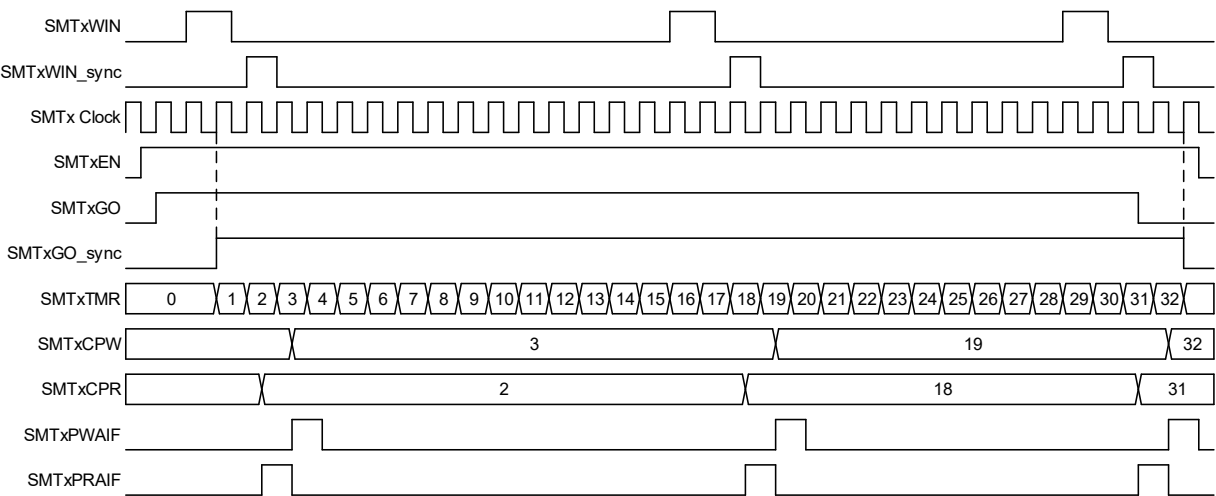 SMTxWIN
SMTxWIN_sync
SMTx Clock
SMTxEN
SMTxGO
SMTxGO_sync
SMTxTMR 0 1 2 3 4 5 6 7 8 9 10 11 12 13 14 15 16 17 18 19 20 21 22 23 24 25 26 27 28 29 30 31 32
SMTxCPW 3 19 32
SMTxCPR 2 18 31
SMTxPWAIF
SMTxPRAIF